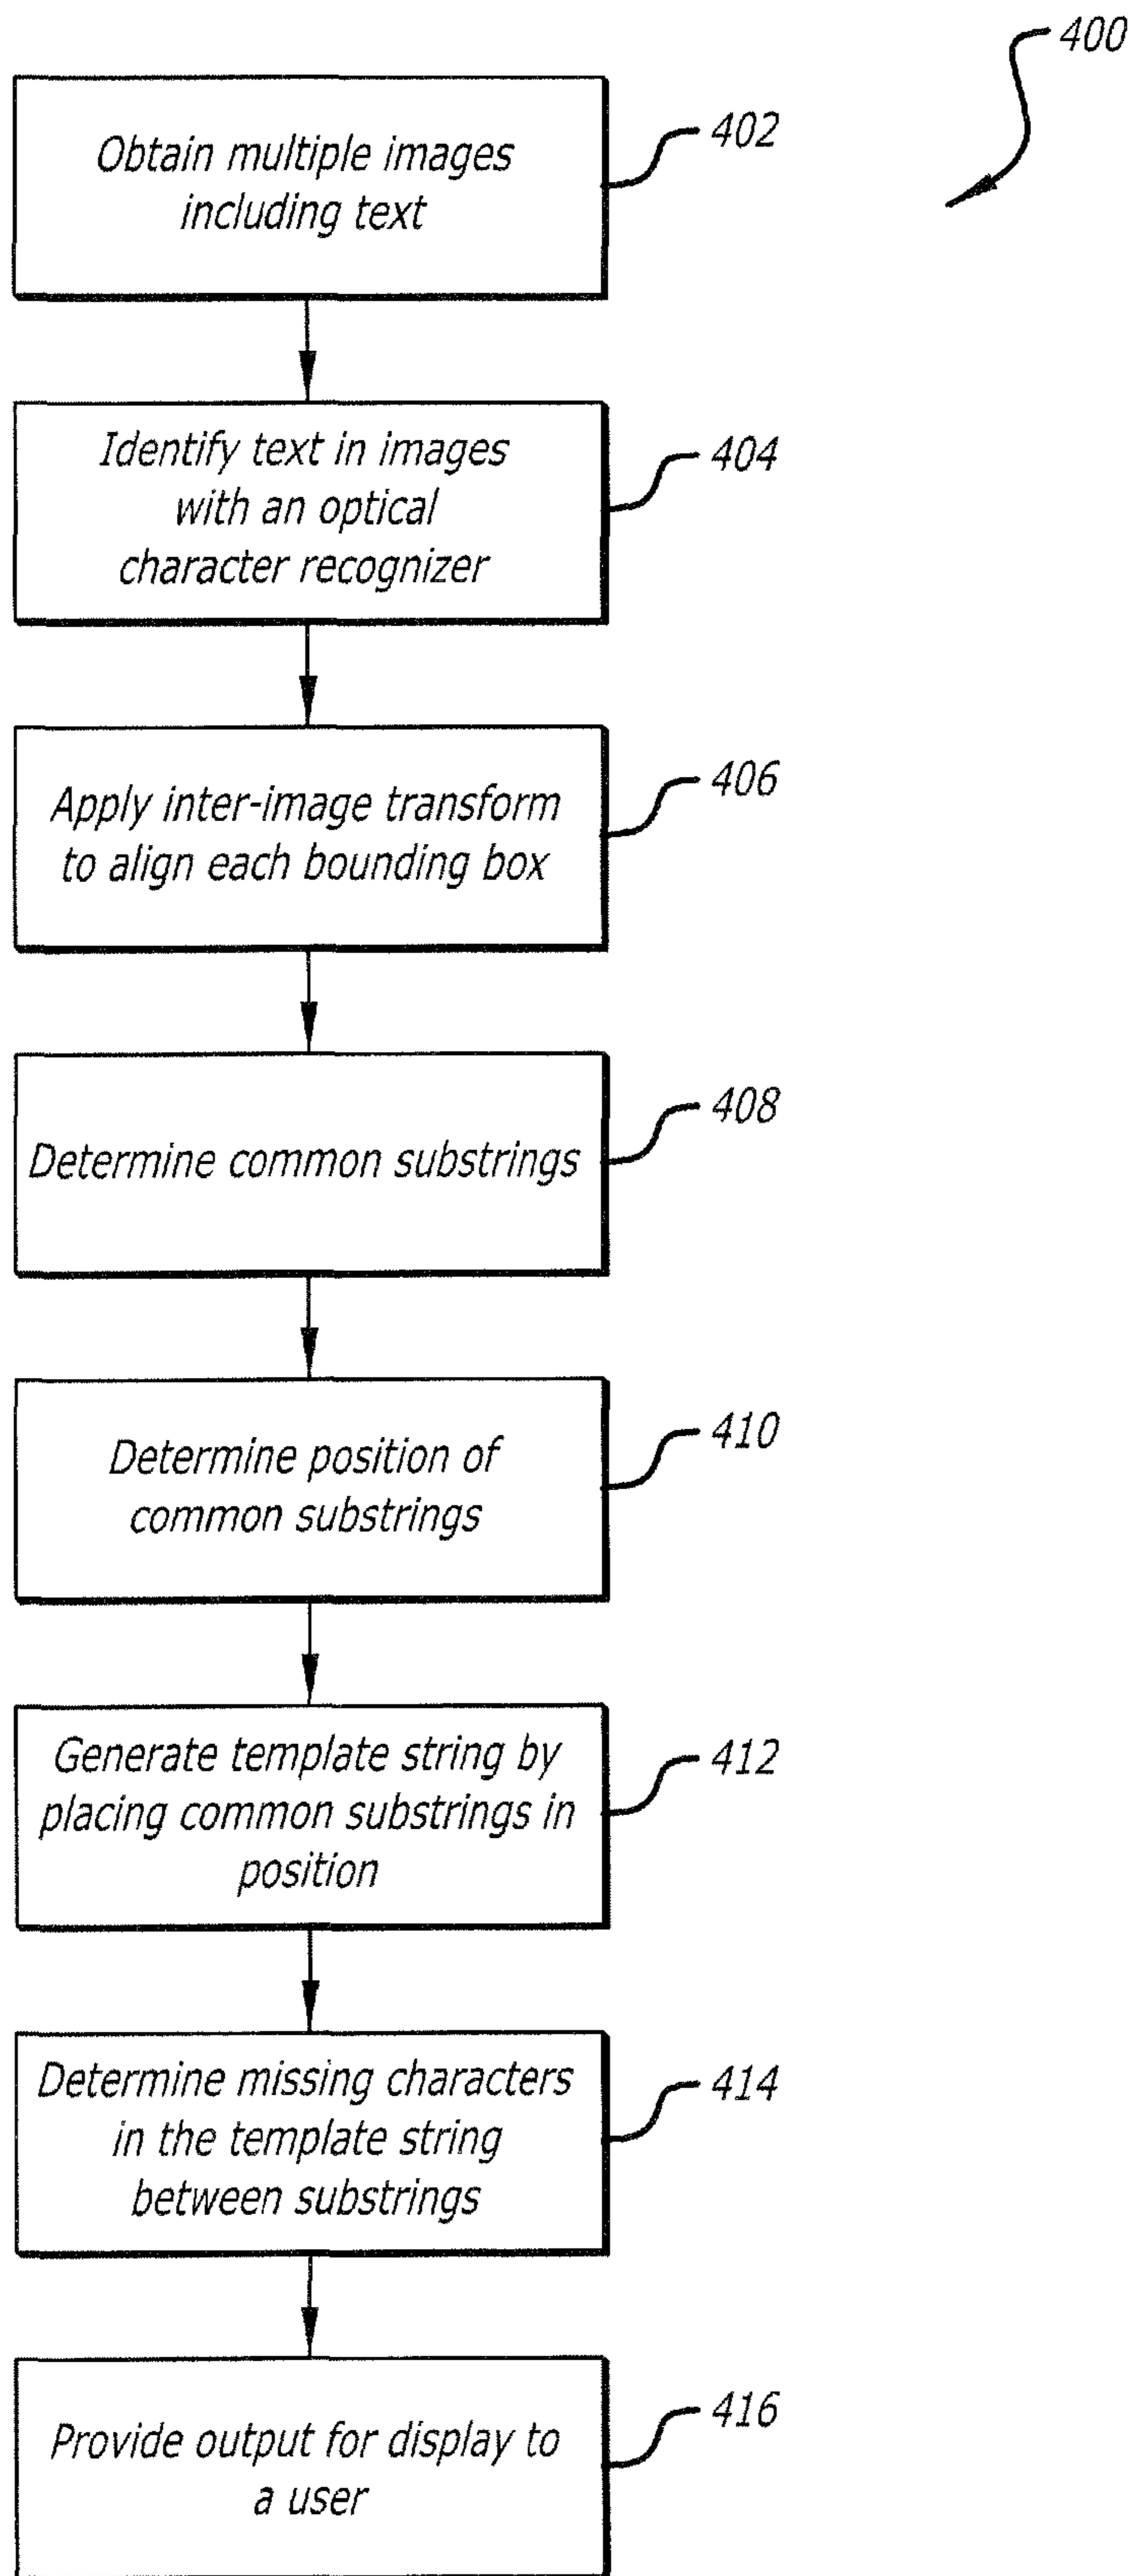 400
Obtain multiple images
including text
402
Identify text in images
with an optical
character recognizer
404
Apply inter-image transform
to align each bounding box
406
Determine common substrings
408
Determine position of
common substrings
410
Generate template string by
placing common substrings in
position
412
Determine missing characters
in the template string
between substrings
414
Provide output for display to
a user
416